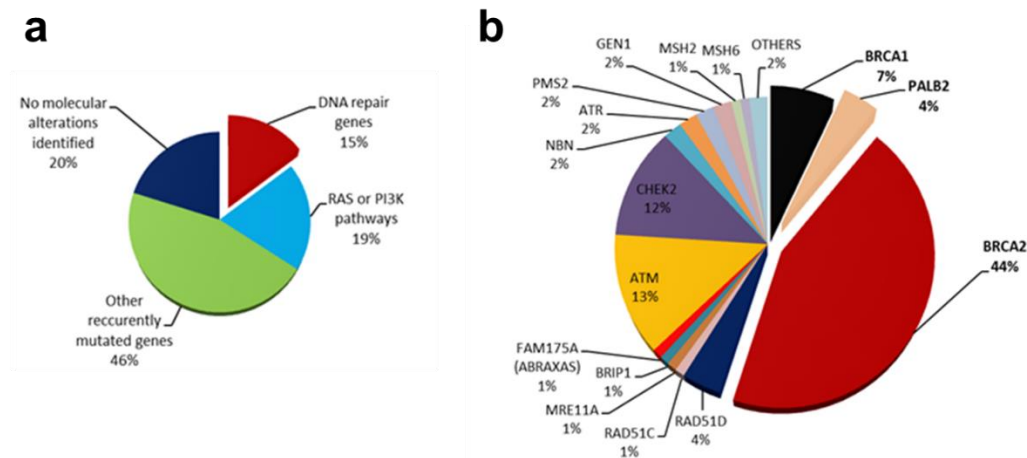 a
No molecular
alterations
identified
20%
DNA repair
genes
15%
RAS or PI3K
pathways
19%
Other
reccurently
mutated genes
46%
b
BRCA1
7%
PALB2
4%
BRCA2
44%
RAD51D
4%
RAD51C
1%
MRE11A
1%
BRIP1
1%
FAM175A
(ABRAXAS)
1%
ATM
13%
CHEK2
12%
NBN
2%
ATR
2%
PMS2
2%
GEN1
2%
MSH2
1%
MSH6
1%
OTHERS
2%